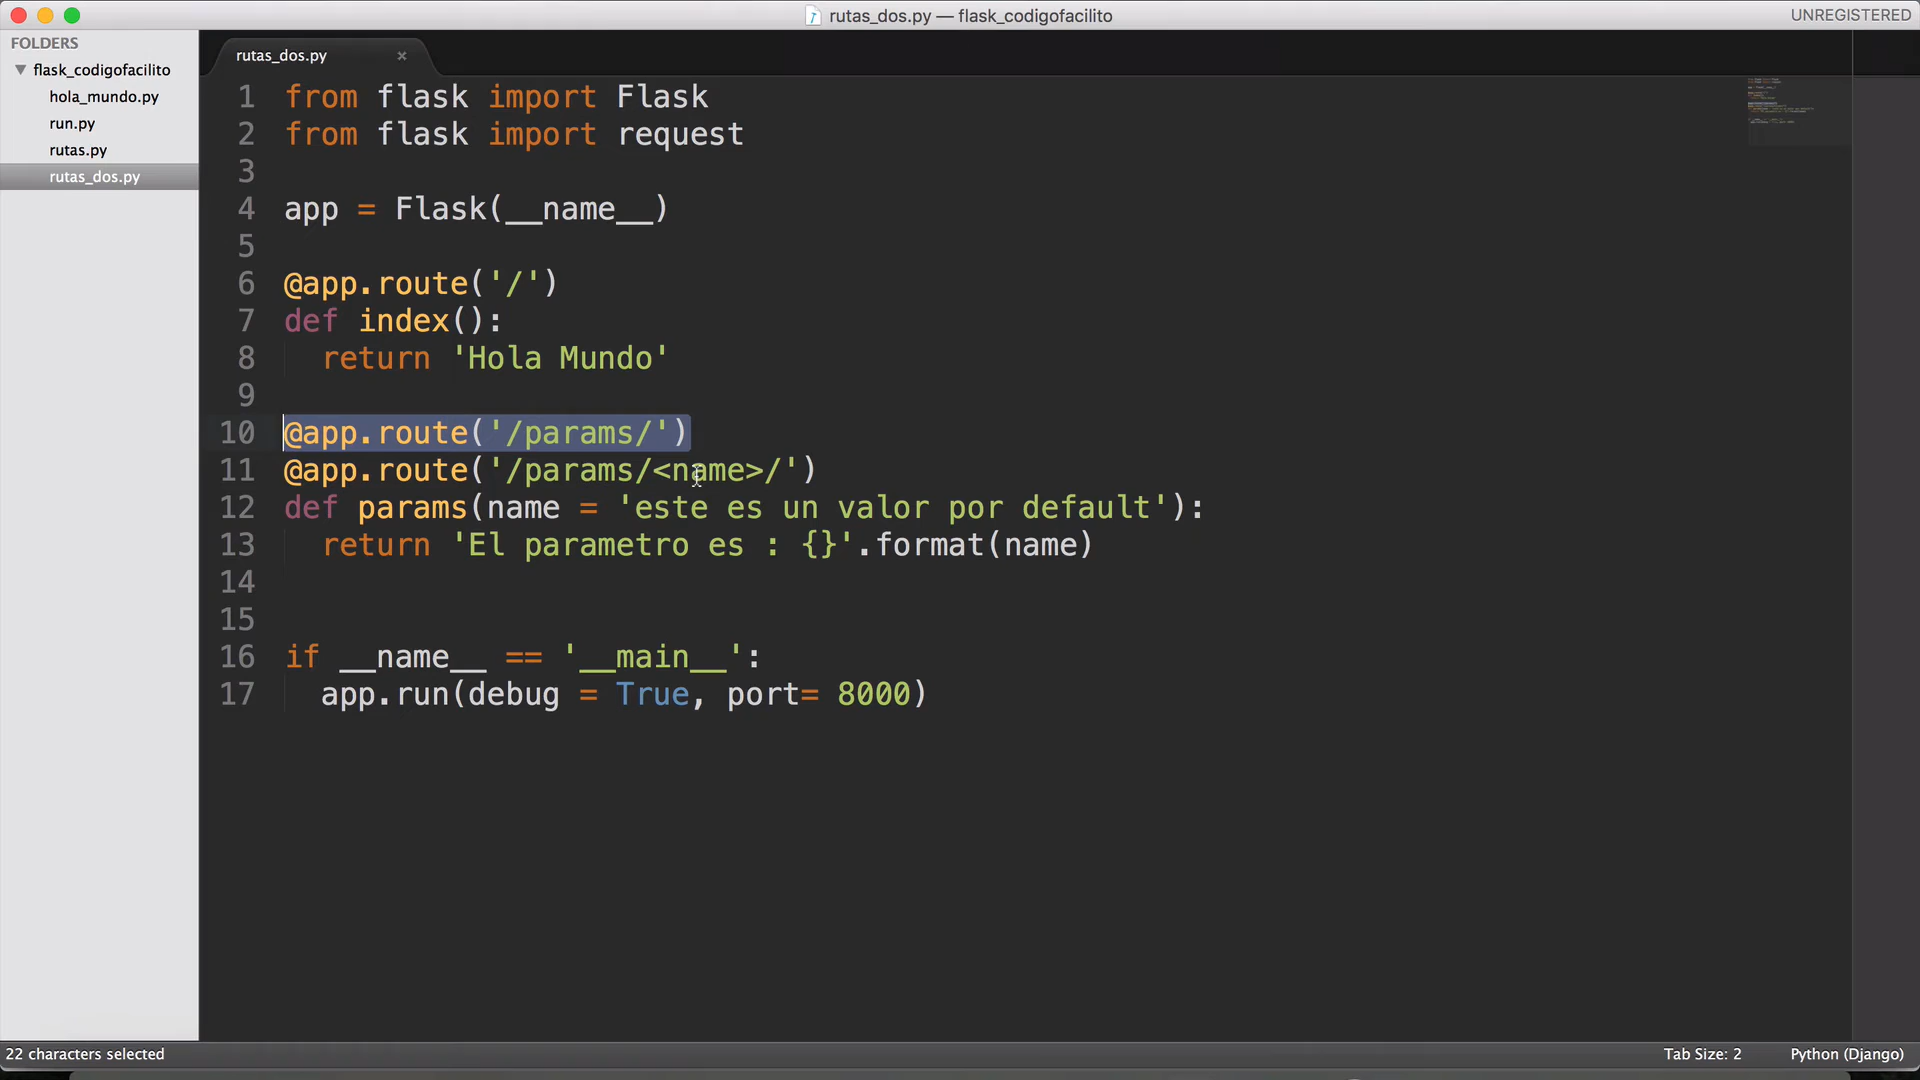 rutas_dos.py — flask_codigofacilito
UNREGISTERED
FOLDERS
flask_codigofacilito
hola_mundo.py
run.py
rutas.py
rutas_dos.py
rutas_dos.py ×
1 from flask import Flask
2 from flask import request
3
4 app = Flask(__name__)
5
6 @app.route('/')
7 def index():
8   return 'Hola Mundo'
9
10 @app.route('/params/')
11 @app.route('/params/<name>/')
12 def params(name = 'este es un valor por default'):
13   return 'El parametro es : {}'.format(name)
14
15
16 if __name__ == '__main__':
17   app.run(debug = True, port= 8000)
22 characters selected
Tab Size: 2
Python (Django)